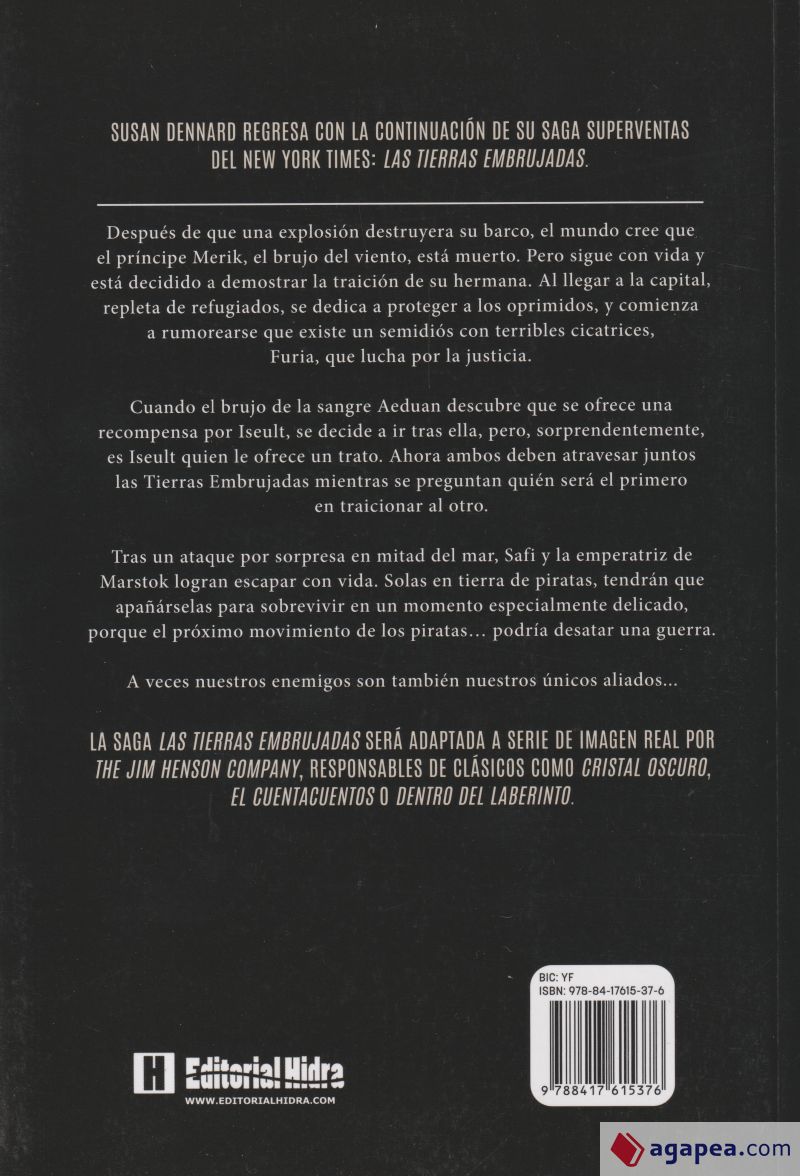 SUSAN DENNARD REGRESA CON LA CONTINUACIÓN DE SU SAGA SUPERVENTAS
DEL NEW YORK TIMES: LAS TIERRAS EMBRUJADAS.
Después de que una explosión destruyera su barco, el mundo cree que
el príncipe Merik, el brujo del viento, está muerto. Pero sigue con vida y
está decidido a demostrar la traición de su hermana. Al llegar a la capital,
repleta de refugiados, se dedica a proteger a los oprimidos, y comienza
a rumorearse que existe un semidiós con terribles cicatrices,
Furia, que lucha por la justicia.
Cuando el brujo de la sangre Aeduan descubre que se ofrece una
recompensa por Iseult, se decide a ir tras ella, pero, sorprendentemente,
es Iseult quien le ofrece un trato. Ahora ambos deben atravesar juntos
las Tierras Embrujadas mientras se preguntan quién será el primero
en traicionar al otro.
Tras un ataque por sorpresa en mitad del mar, Safi y la emperatriz de
Marstok logran escapar con vida. Solas en tierra de piratas, tendrán que
apañárselas para sobrevivir en un momento especialmente delicado,
porque el próximo movimiento de los piratas... podría desatar una guerra.
A veces nuestros enemigos son también nuestros únicos aliados...
LA SAGA LAS TIERRAS EMBRUJADAS SERÁ ADAPTADA A SERIE DE IMAGEN REAL POR
THE JIM HENSON COMPANY, RESPONSABLES DE CLÁSICOS COMO CRISTAL OSCURO,
EL CUENTACUENTOS O DENTRO DEL LABERINTO.
BIC: YF
ISBN: 978-84-17615-37-6
9 788417 615376
H Editorial Hidra
WWW.EDITORIALHIDRA.COM
agapea.com